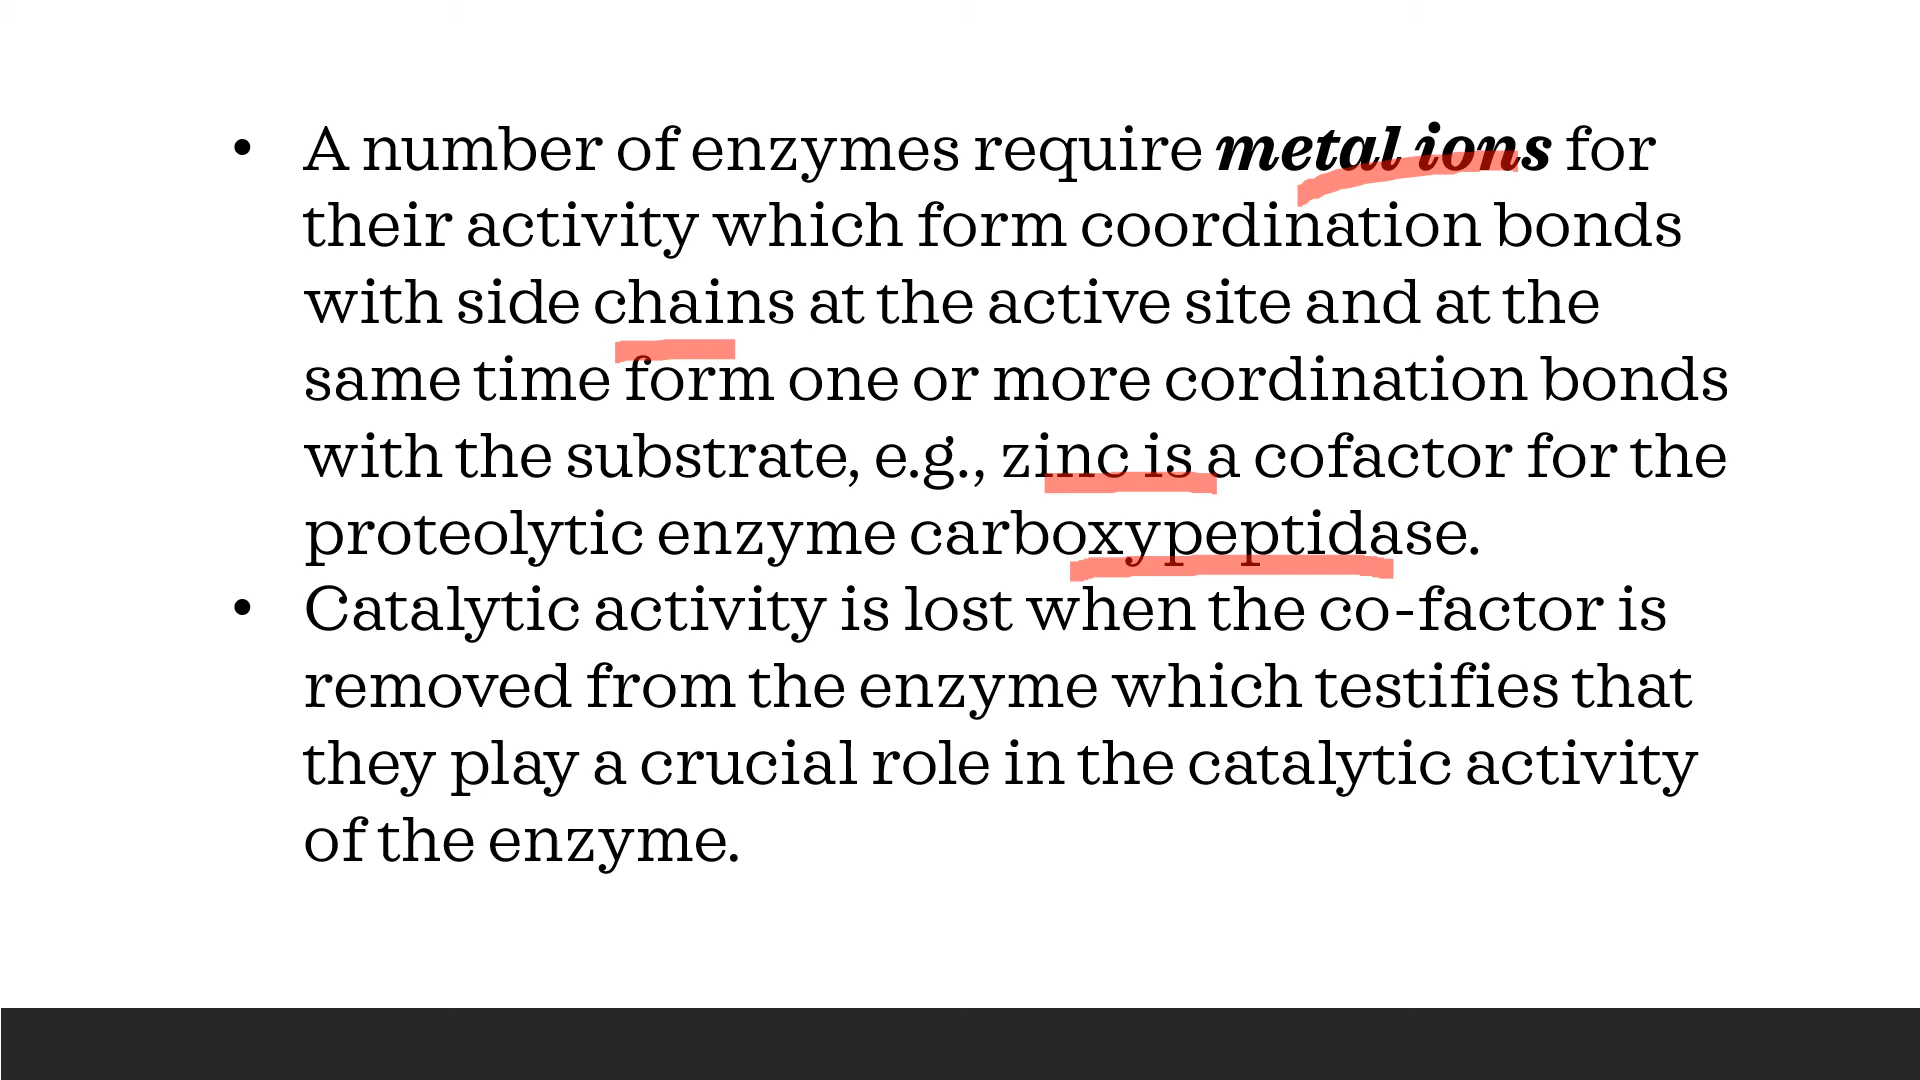 • A number of enzymes require metal ions for
their activity which form coordination bonds
with side chains at the active site and at the
same time form one or more cordination bonds
with the substrate, e.g., zinc is a cofactor for the
proteolytic enzyme carboxypeptidase.
• Catalytic activity is lost when the co-factor is
removed from the enzyme which testifies that
they play a crucial role in the catalytic activity
of the enzyme.